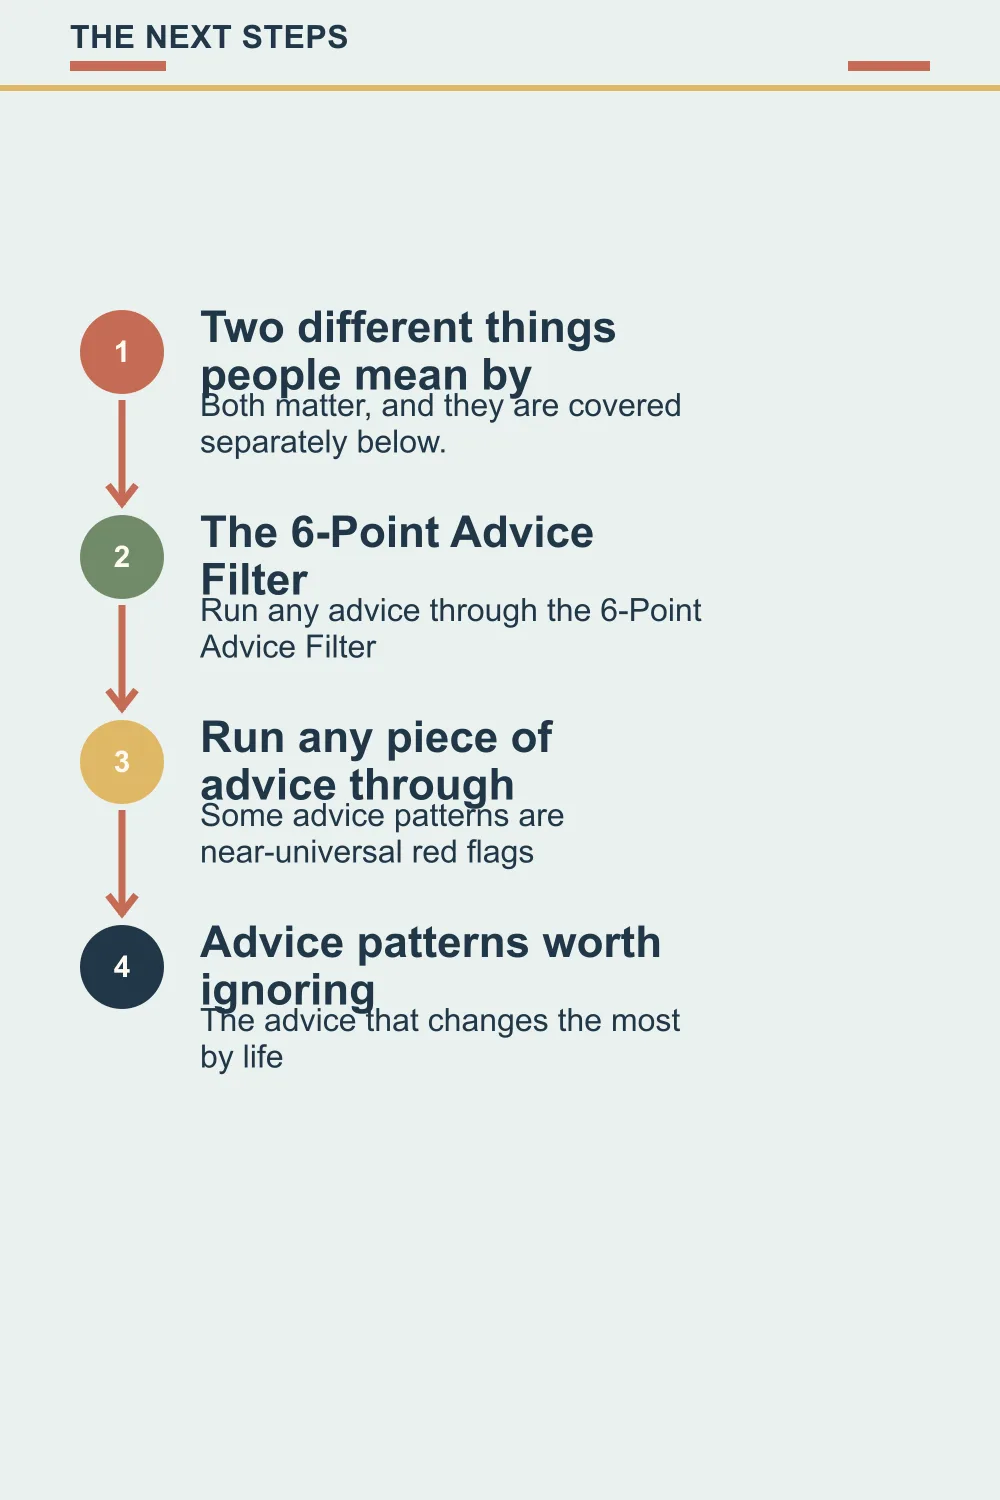 THE NEXT STEPS
1
Two different things
people mean by
Both matter, and they are covered
separately below.
2
The 6-Point Advice
Filter
Run any advice through the 6-Point
Advice Filter
3
Run any piece of
advice through
Some advice patterns are
near-universal red flags
4
Advice patterns worth
ignoring
The advice that changes the most
by life